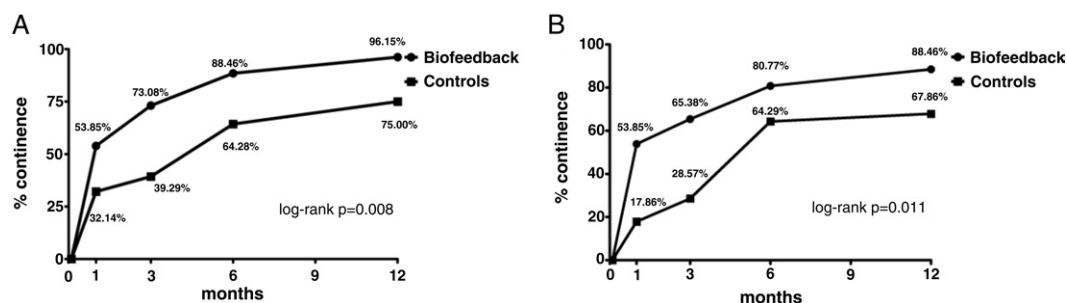 A
% continence
100
75
50
25
0
53.85%
73.08%
88.46%
96.15%
32.14%
39.29%
64.28%
75.00%
Biofeedback
Controls
log-rank p=0.008
0 1 3 6 9 12
months
B
% continence
100
80
60
40
20
0
53.85%
65.38%
80.77%
88.46%
17.86%
28.57%
64.29%
67.86%
Biofeedback
Controls
log-rank p=0.011
0 1 3 6 9 12
months